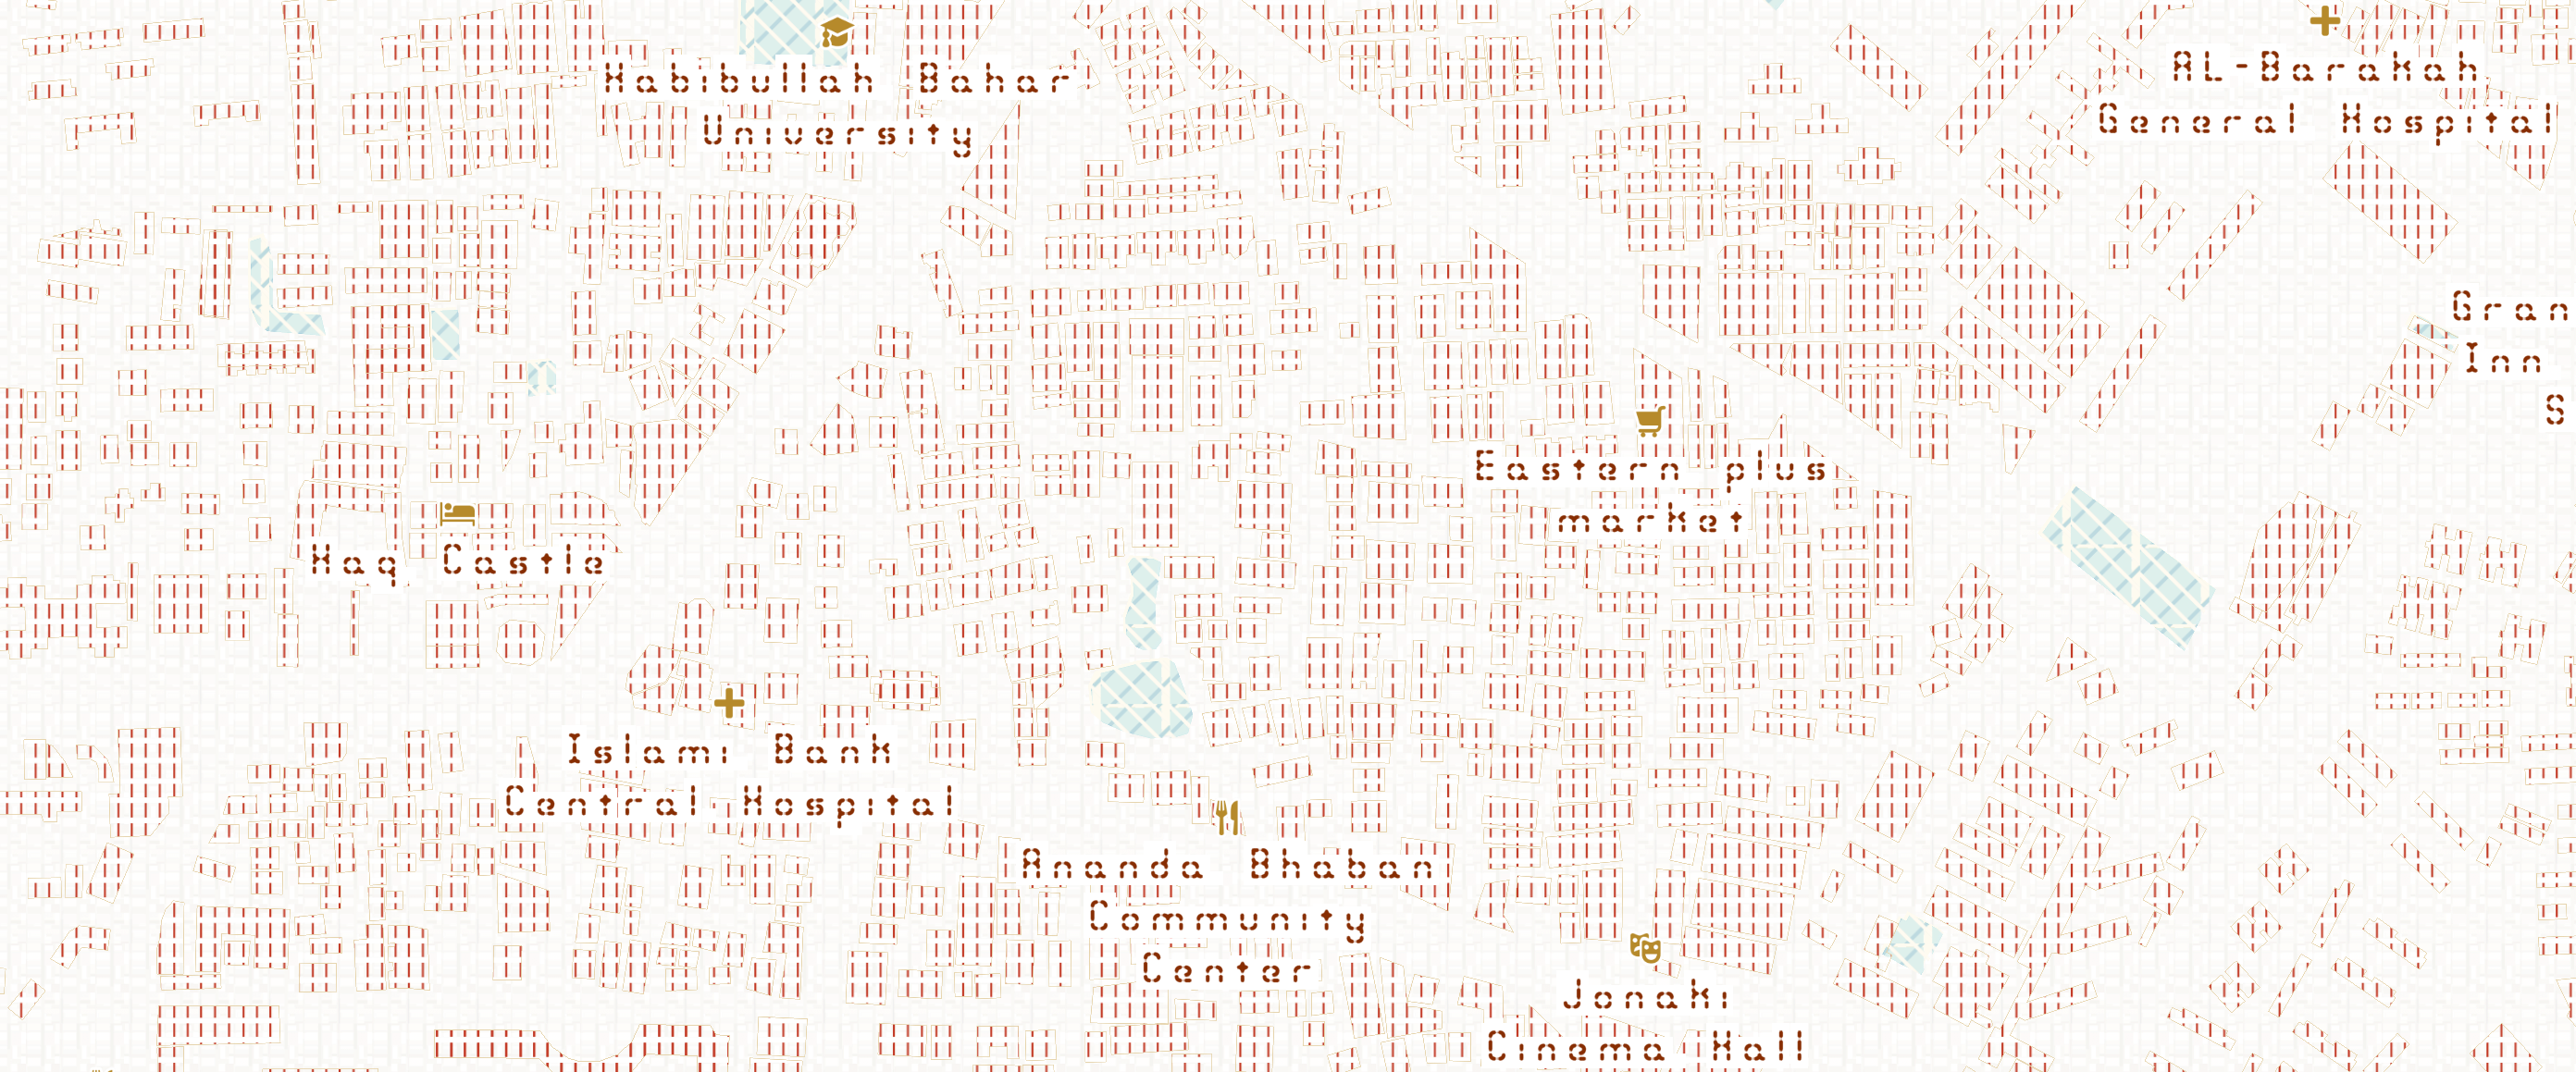 Habibullah Bahar
University
AL-Barakah
General Hospital
Gran
Inn
S
Eastern plus
market
Haq Castle
Islami Bank
Central Hospital
Ananda Bhaban
Community
Center
Jonaki
Cinema Hall